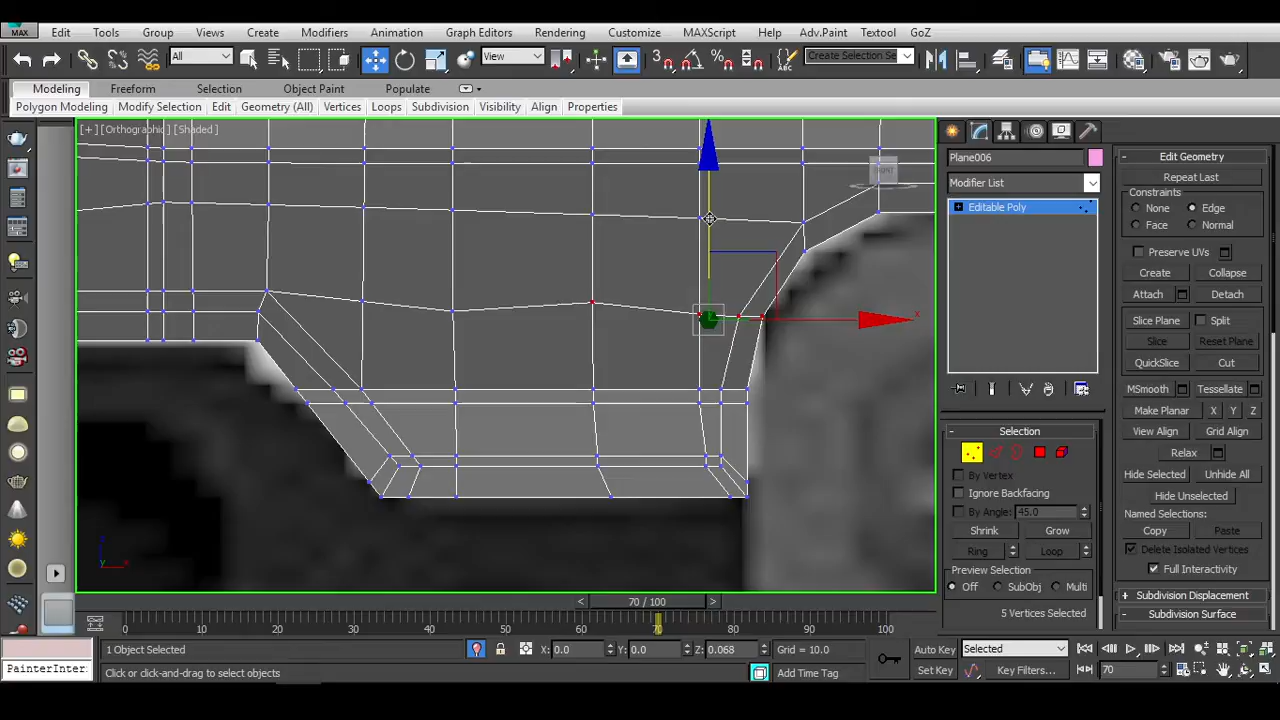 MAX Edit Tools Group Views Create Modifiers Animation Graph Editors Rendering Customize MAXScript Help Adv.Paint Textool GoZ
All View 3 Create Selection Se
Modeling Freeform Selection Object Paint Populate
Polygon Modeling Modify Selection Edit Geometry (All) Vertices Loops Subdivision Visibility Align Properties
[+] [Orthographic] [Shaded]
FRONT
x
z
y x
Plane006
Modifier List
Editable Poly
Selection
By Vertex
Ignore Backfacing
By Angle: 45.0
Shrink Grow
Ring Loop
Preview Selection
Off SubObj Multi
5 Vertices Selected
Edit Geometry
Repeat Last
Constraints
None Edge
Face Normal
Preserve UVs
Create Collapse
Attach Detach
Slice Plane Split
Slice Reset Plane
QuickSlice Cut
MSmooth Tessellate
Make Planar X Y Z
View Align Grid Align
Relax
Hide Selected Unhide All
Hide Unselected
Named Selections:
Copy Paste
Delete Isolated Vertices
Full Interactivity
Subdivision Displacement
Subdivision Surface
< 70 / 100 >
0 10 20 30 40 50 60 70 80 90 100
1 Object Selected X: 0.0 Y: 0.0 Z: 0.068 Grid = 10.0 Auto Key Selected
PainterInter Click or click-and-drag to select objects Add Time Tag Set Key Key Filters... 70